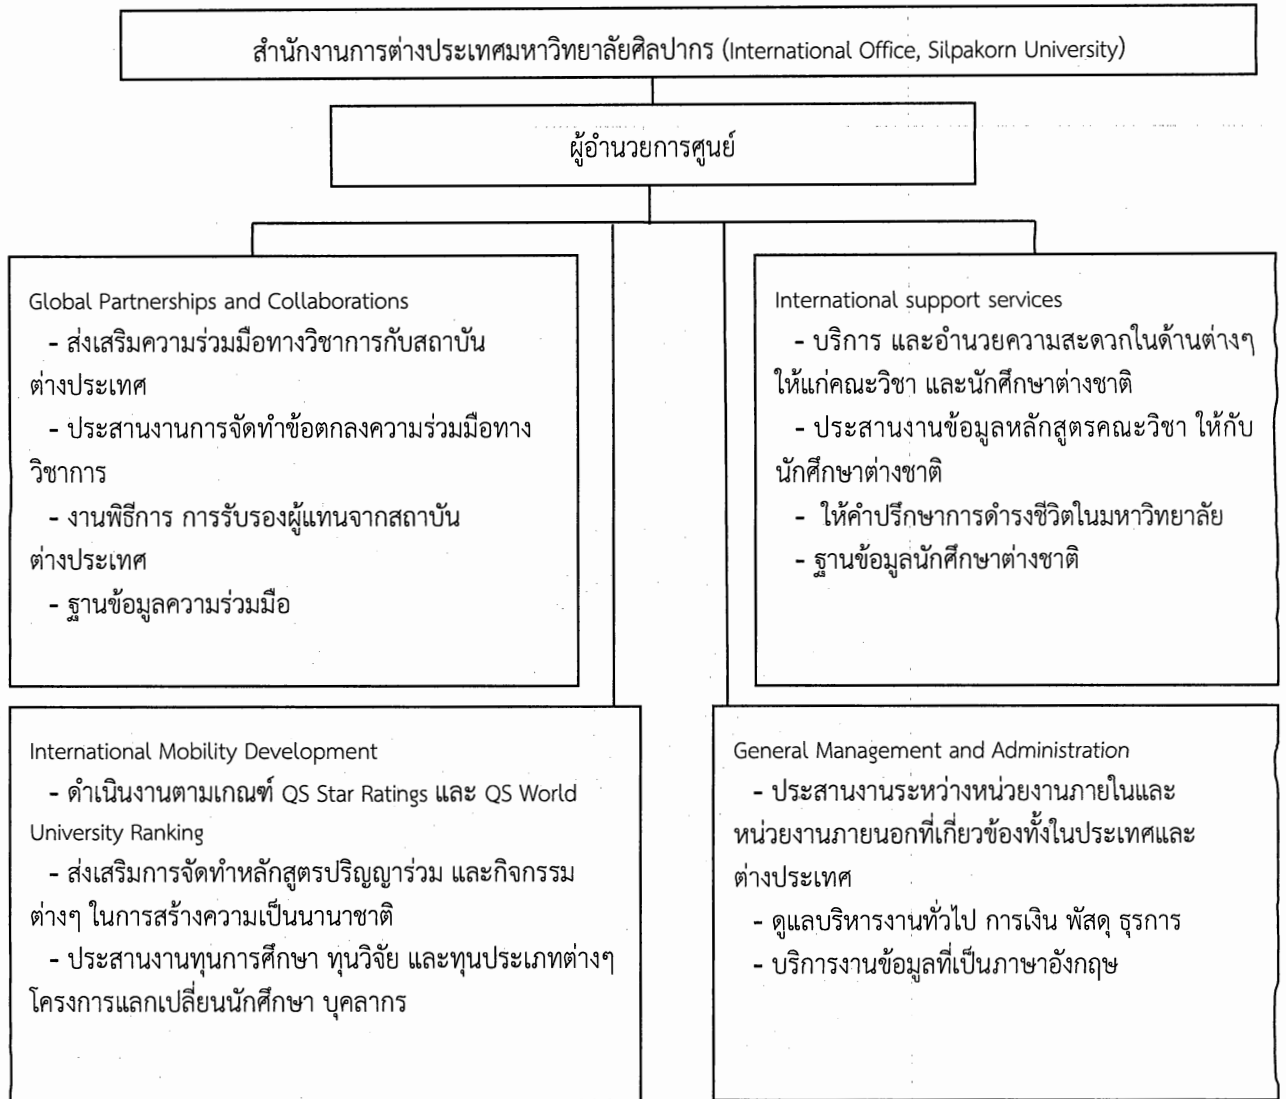 สำนักงานการต่างประเทศมหาวิทยาลัยศิลปากร (International Office, Silpakorn University)
ผู้อำนวยการศูนย์
Global Partnerships and Collaborations
- ส่งเสริมความร่วมมือทางวิชาการกับสถาบัน
ต่างประเทศ
- ประสานงานการจัดทำข้อตกลงความร่วมมือทาง
วิชาการ
- งานพิธีการ การรับรองผู้แทนจากสถาบัน
ต่างประเทศ
- ฐานข้อมูลความร่วมมือ
International support services
- บริการ และอำนวยความสะดวกในด้านต่างๆ
ให้แก่คณะวิชา และนักศึกษาต่างชาติ
- ประสานงานข้อมูลหลักสูตรคณะวิชา ให้กับ
นักศึกษาต่างชาติ
- ให้คำปรึกษาการดำรงชีวิตในมหาวิทยาลัย
- ฐานข้อมูลนักศึกษาต่างชาติ
International Mobility Development
- ดำเนินงานตามเกณฑ์ QS Star Ratings และ QS World
University Ranking
- ส่งเสริมการจัดทำหลักสูตรปริญญาร่วม และกิจกรรม
ต่างๆ ในการสร้างความเป็นนานาชาติ
- ประสานงานทุนการศึกษา ทุนวิจัย และทุนประเภทต่างๆ
โครงการแลกเปลี่ยนนักศึกษา บุคลากร
General Management and Administration
- ประสานงานระหว่างหน่วยงานภายในและ
หน่วยงานภายนอกที่เกี่ยวข้องทั้งในประเทศและ
ต่างประเทศ
- ดูแลบริหารงานทั่วไป การเงิน พัสดุ ธุรการ
- บริการงานข้อมูลที่เป็นภาษาอังกฤษ